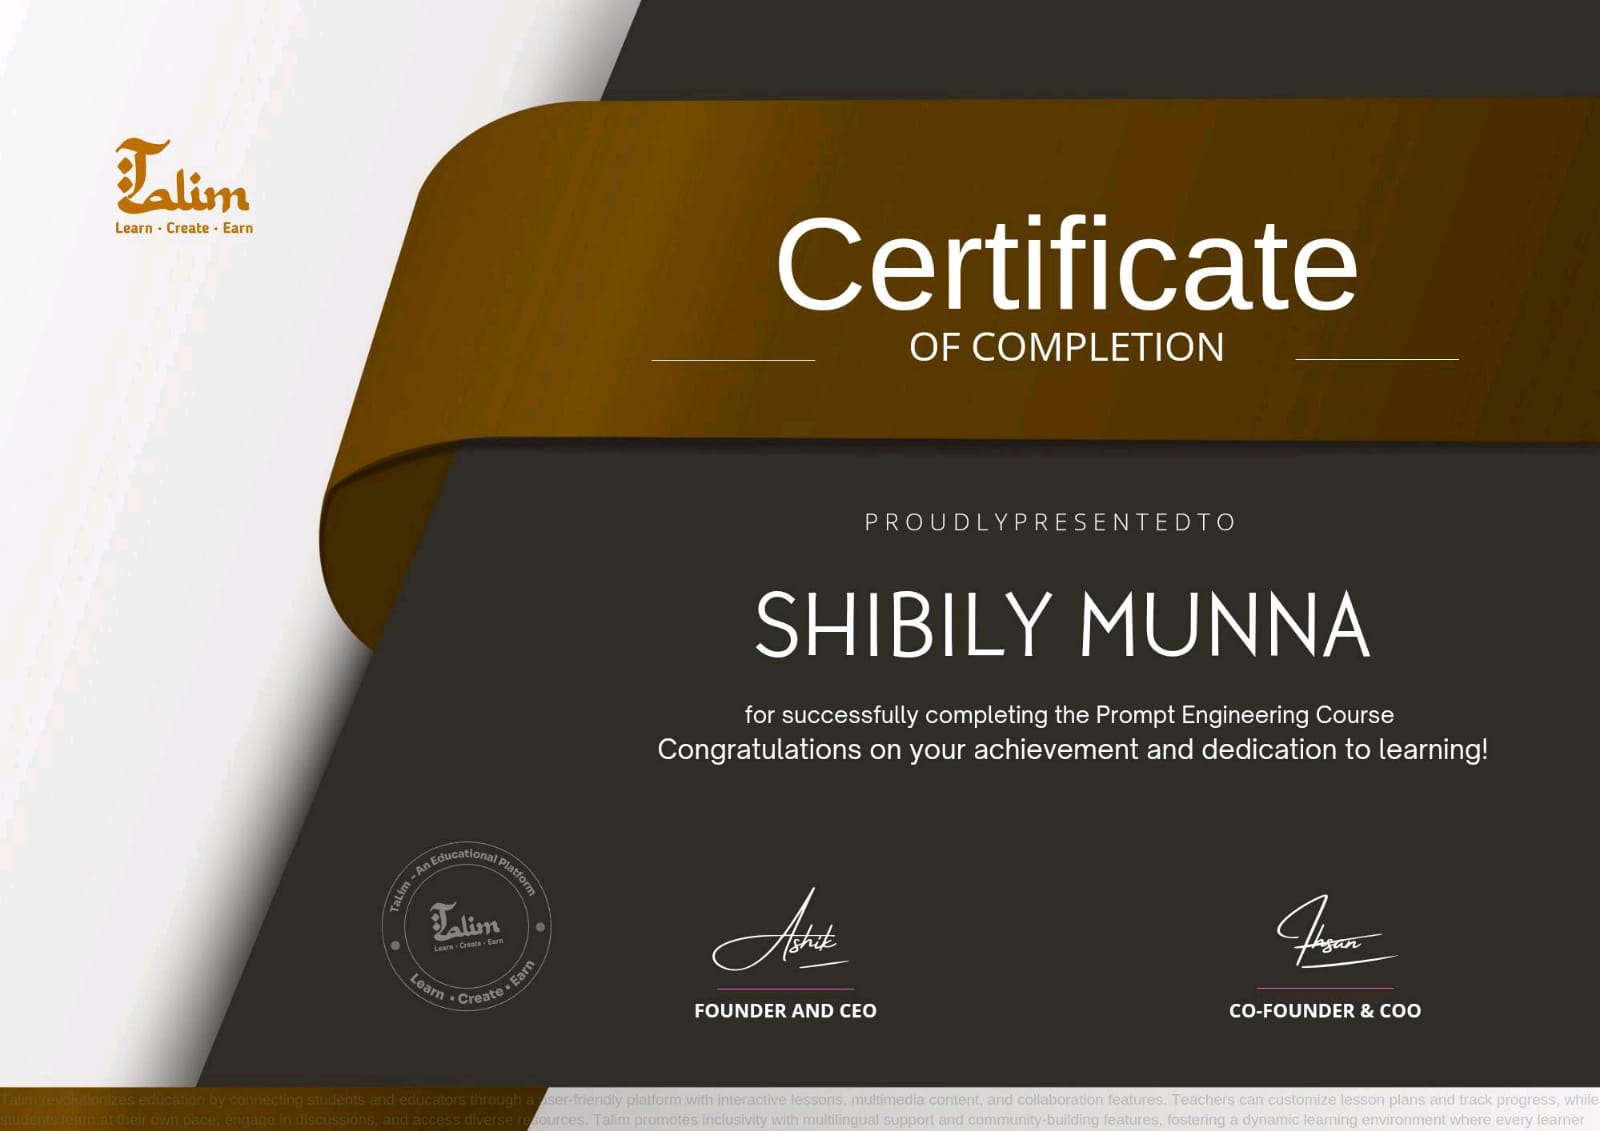 Talim
Learn • Create • Earn
Certificate
OF COMPLETION
PROUDLYPRESENTEDTO
SHIBILY MUNNA
for successfully completing the Prompt Engineering Course
Congratulations on your achievement and dedication to learning!
TaLim - An Educational Platform
Talim
Learn - Create - Earn
Learn • Create • Earn
Ashik
FOUNDER AND CEO
Ihsan
CO-FOUNDER & COO
Talim revolutionizes education by connecting students and educators through a user-friendly platform with interactive lessons, multimedia content, and collaboration features. Teachers can customize lesson plans and track progress, while
students learn at their own pace, engage in discussions, and access diverse resources. Talim promotes inclusivity with multilingual support and community-building features, fostering a dynamic learning environment where every learner